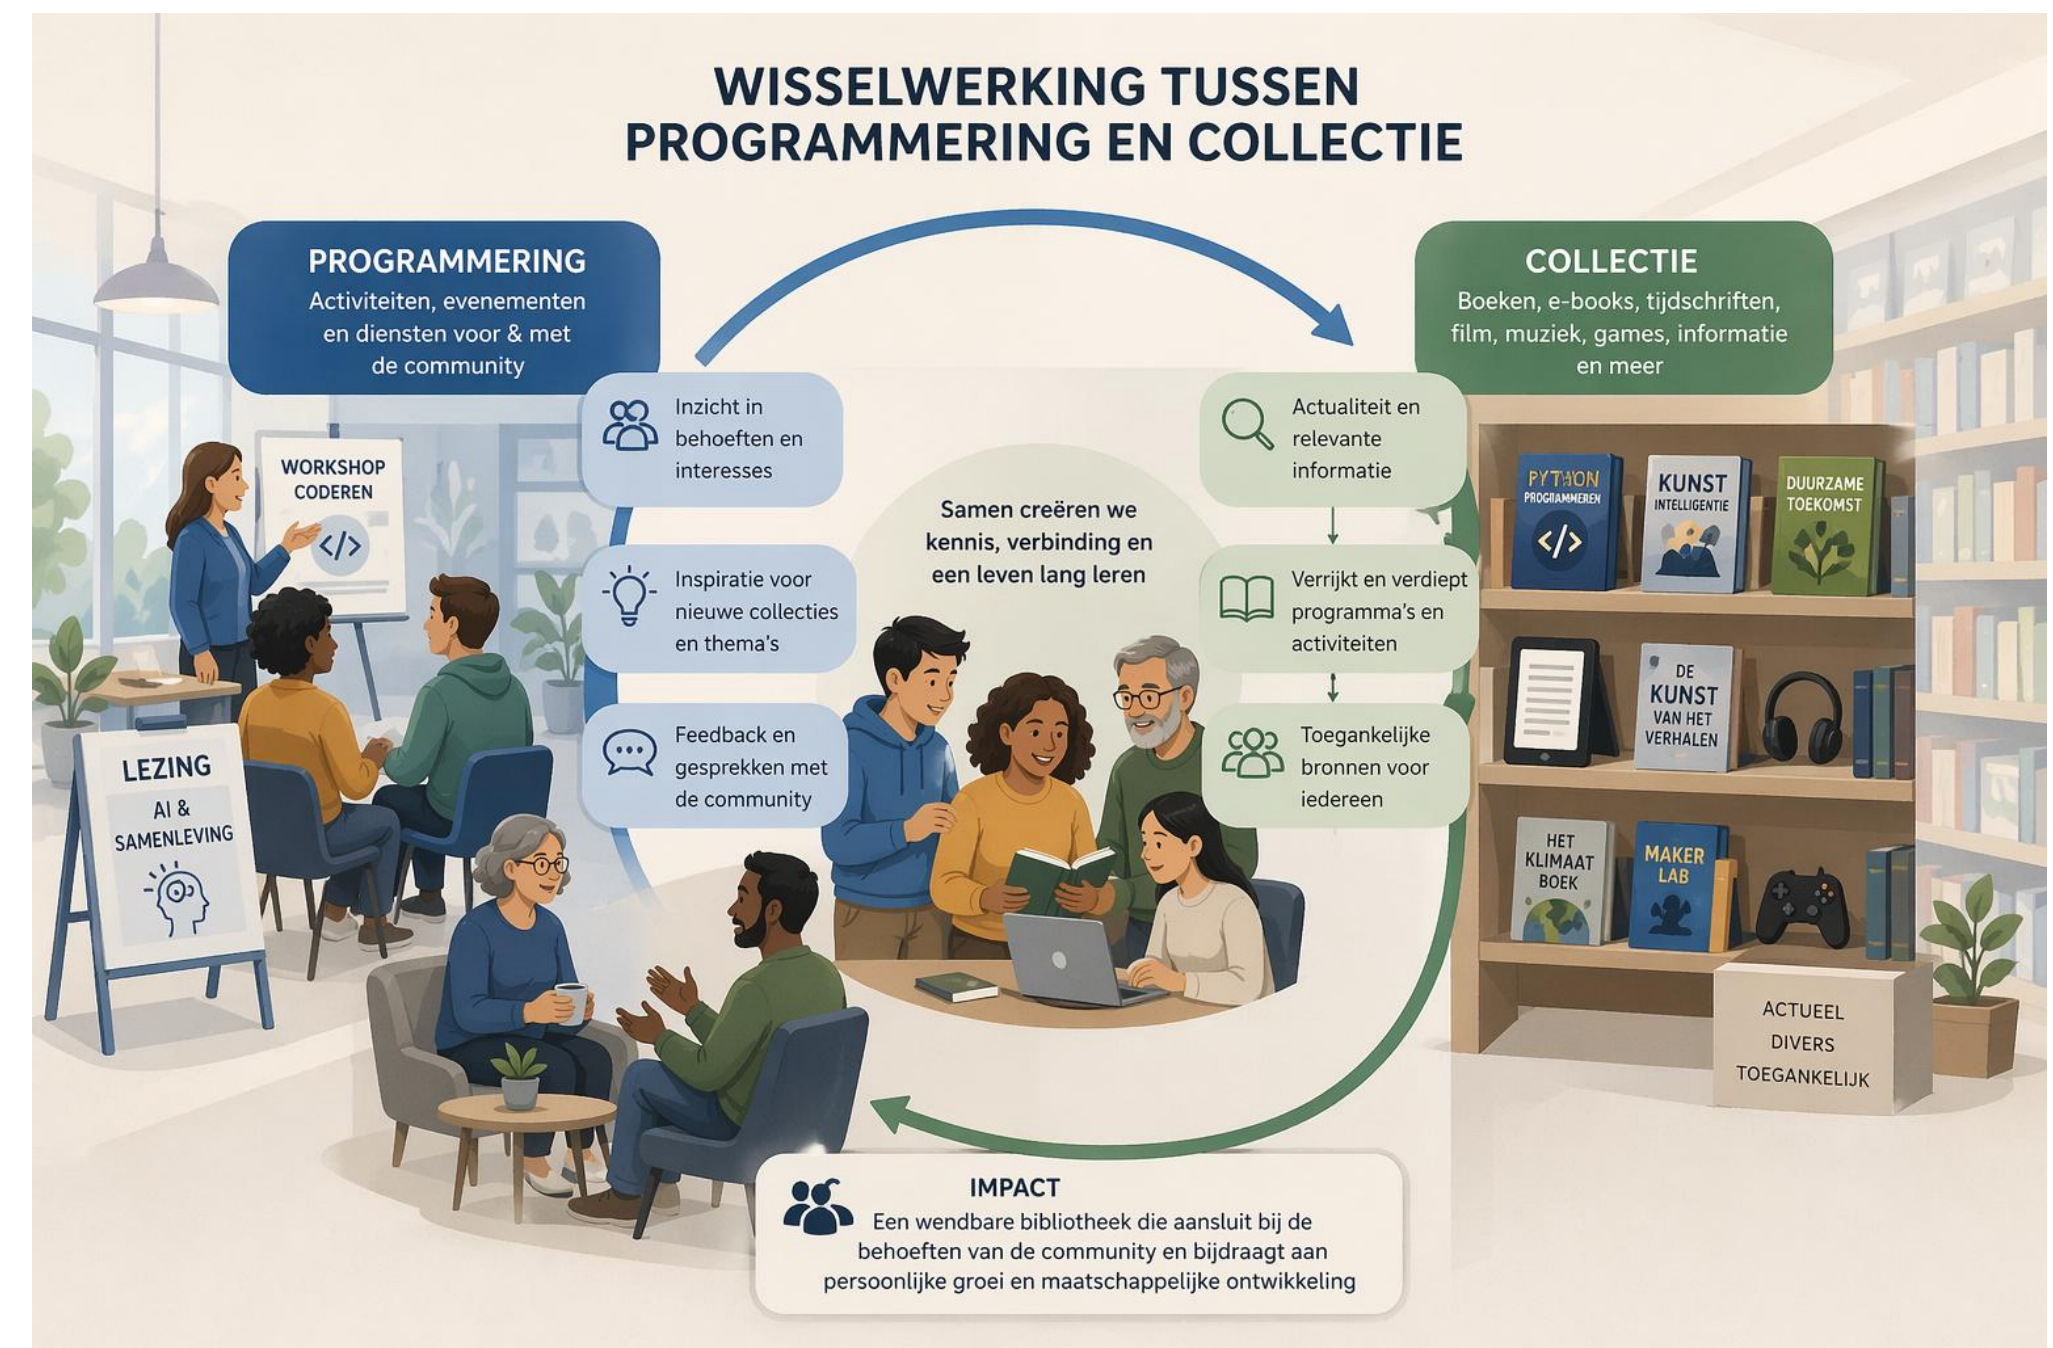 WISSELWERKING TUSSEN
PROGRAMMERING EN COLLECTIE
PROGRAMMERING
Activiteiten, evenementen
en diensten voor & met
de community
COLLECTIE
Boeken, e-books, tijdschriften,
film, muziek, games, informatie
en meer
Inzicht in
behoeften en
interesses
Inspiratie voor
nieuwe collecties
en thema's
Feedback en
gesprekken met
de community
Samen creëren we
kennis, verbinding en
een leven lang leren
Actualiteit en
relevante
informatie
Verrijkt en verdiept
programma's en
activiteiten
Toegankelijke
bronnen voor
iedereen
WORKSHOP
CODEREN
</>
LEZING
AI &
SAMENLEVING
PYTHON
PROGRAMMEREN
</>
KUNST
INTELLIGENTIE
DUURZAME
TOEKOMST
DE
KUNST
VAN HET
VERHALEN
HET
KLIMAAT
BOEK
MAKER
LAB
ACTUEEL
DIVERS
TOEGANKELIJK
IMPACT
Een wendbare bibliotheek die aansluit bij de
behoeften van de community en bijdraagt aan
persoonlijke groei en maatschappelijke ontwikkeling